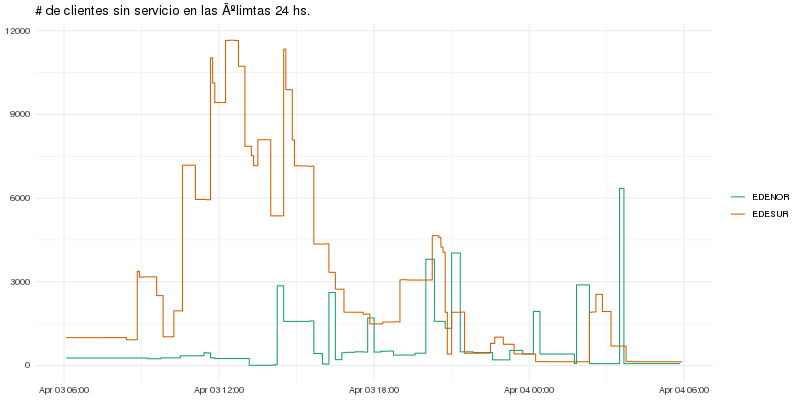 # de clientes sin servicio en las Ãºlimtas 24 hs.
12000
9000
6000
3000
0
Apr 03 06:00
Apr 03 12:00
Apr 03 18:00
Apr 04 00:00
Apr 04 06:00
EDENOR
EDESUR